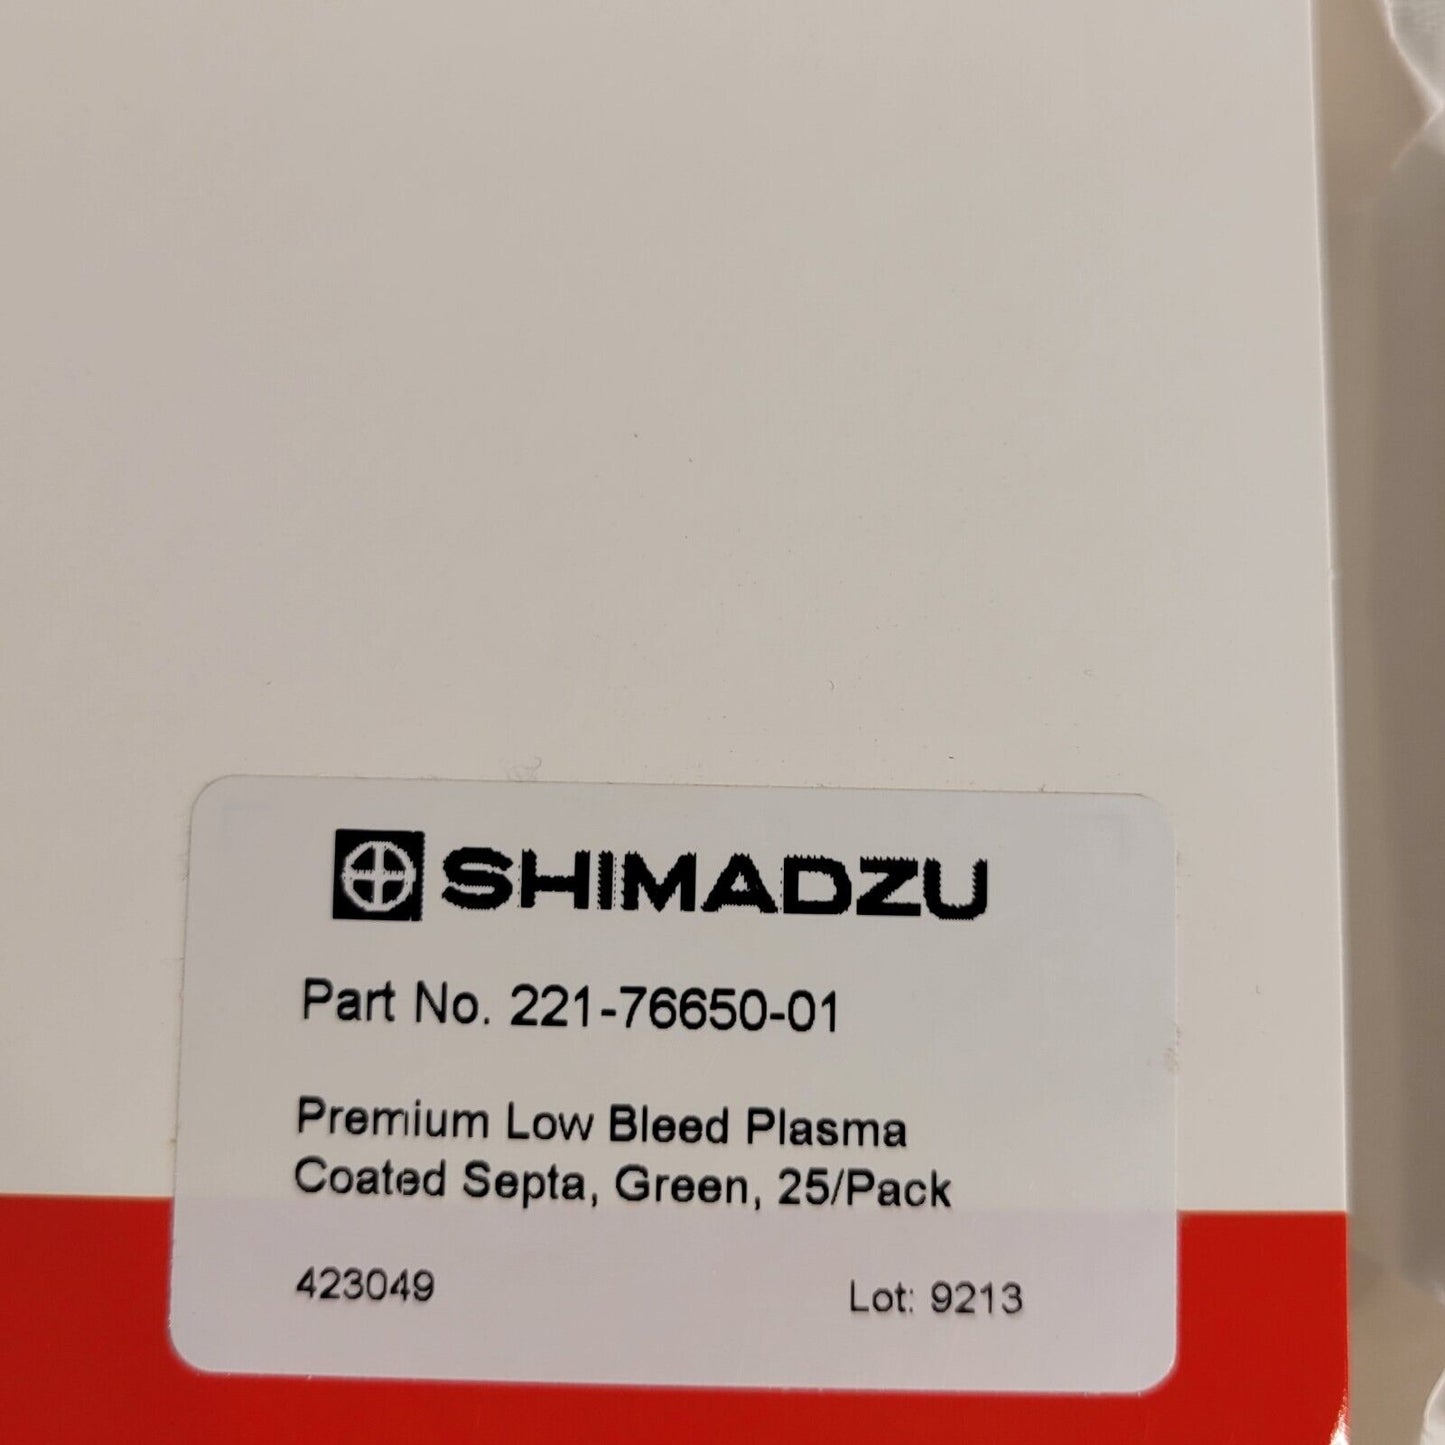 SHIMADZU
Part No. 221-76650-01
Premium Low Bleed Plasma
Coated Septa, Green, 25/Pack
423049
Lot: 9213